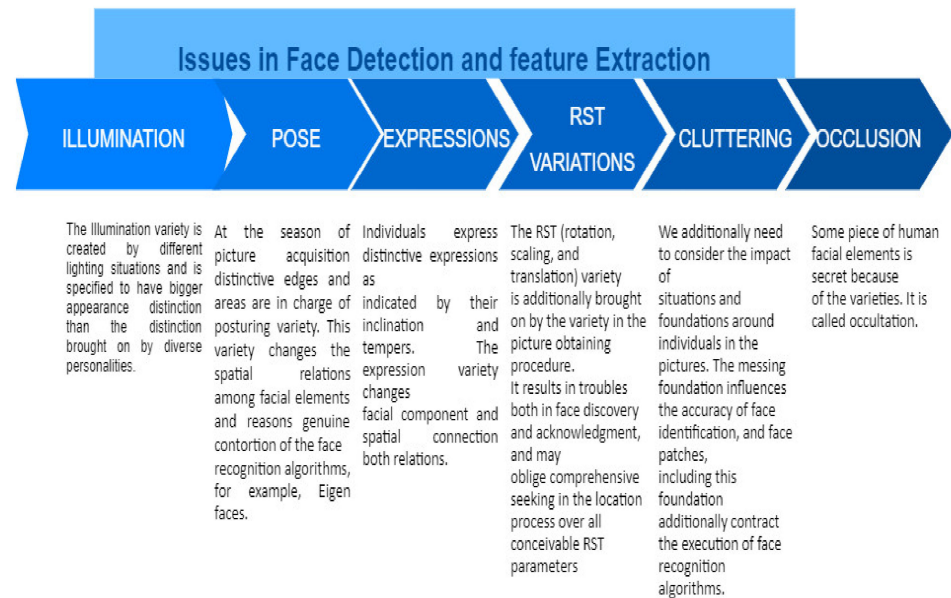 Issues in Face Detection and feature Extraction
ILLUMINATION
POSE
EXPRESSIONS
RST
VARIATIONS
CLUTTERING
OCCLUSION
The Illumination variety is
created by different
lighting situations and is
specified to have bigger
appearance distinction
than the distinction
brought on by diverse
personalities.
At the season of
picture acquisition
distinctive edges and
areas are in charge of
posturing variety. This
variety changes the
spatial relations
among facial elements
and reasons genuine
contortion of the face
recognition algorithms,
for example, Eigen
faces.
Individuals express
distinctive expressions
as
indicated by their
inclination and
tempers. The
expression variety
changes
facial component and
spatial connection
both relations.
The RST (rotation,
scaling, and
translation) variety
is additionally brought
on by the variety in the
picture obtaining
procedure.
It results in troubles
both in face discovery
and acknowledgment,
and may
oblige comprehensive
seeking in the location
process over all
conceivable RST
parameters
We additionally need
to consider the impact
of
situations and
foundations around
individuals in the
pictures. The messing
foundation influences
the accuracy of face
identification, and face
patches,
including this
foundation
additionally contract
the execution of face
recognition
algorithms.
Some piece of human
facial elements is
secret because
of the varieties. It is
called occultation.